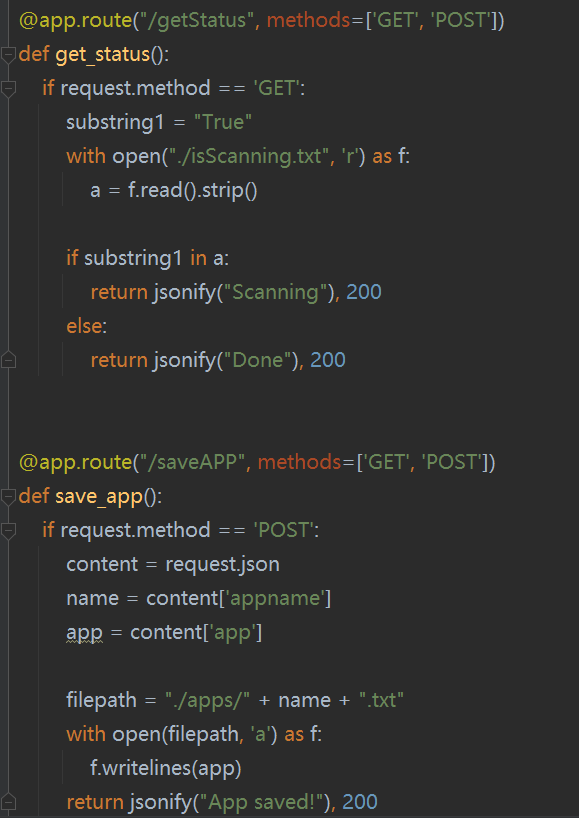 @app.route("/getStatus", methods=['GET', 'POST'])
def get_status():
    if request.method == 'GET':
        substring1 = "True"
        with open("./isScanning.txt", 'r') as f:
            a = f.read().strip()

        if substring1 in a:
            return jsonify("Scanning"), 200
        else:
            return jsonify("Done"), 200


@app.route("/saveAPP", methods=['GET', 'POST'])
def save_app():
    if request.method == 'POST':
        content = request.json
        name = content['appname']
        app = content['app']

        filepath = "./apps/" + name + ".txt"
        with open(filepath, 'a') as f:
            f.writelines(app)
        return jsonify("App saved!"), 200